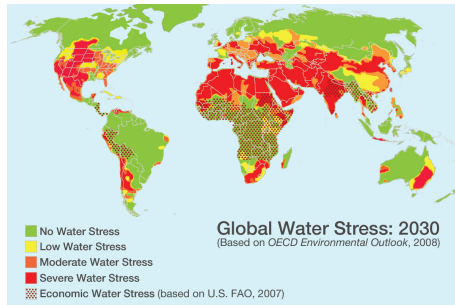 No Water Stress
Low Water Stress
Moderate Water Stress
Severe Water Stress
Economic Water Stress (based on U.S. FAO, 2007)
Global Water Stress: 2030
(Based on OECD Environmental Outlook, 2008)